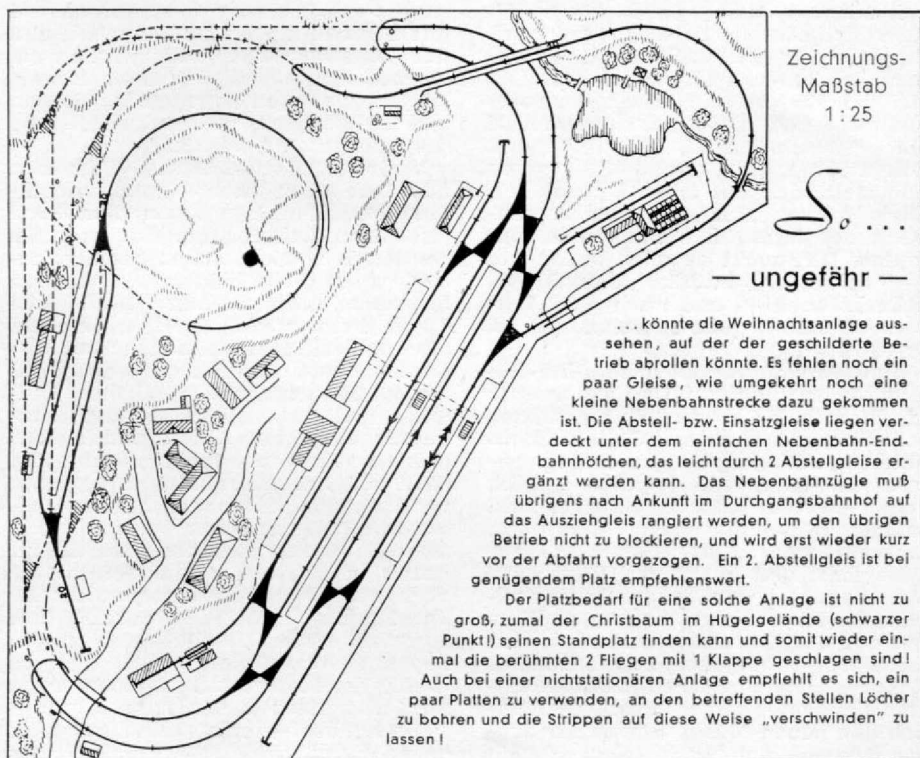 Zeichnungs-
Maßstab
1 : 25
So ...
— ungefähr —
...könnte die Weihnachtsanlage aus-
sehen, auf der der geschilderte Be-
trieb abrollen könnte. Es fehlen noch ein
paar Gleise, wie umgekehrt noch eine
kleine Nebenbahnstrecke dazu gekommen
ist. Die Abstell- bzw. Einsatzgleise liegen ver-
deckt unter dem einfachen Nebenbahn-End-
bahnhöfchen, das leicht durch 2 Abstellgleise er-
gänzt werden kann. Das Nebenbahnzügle muß
übrigens nach Ankunft im Durchgangsbahnhof auf
das Ausziehgleis rangiert werden, um den übrigen
Betrieb nicht zu blockieren, und wird erst wieder kurz
vor der Abfahrt vorgezogen. Ein 2. Abstellgleis ist bei
genügendem Platz empfehlenswert.
Der Platzbedarf für eine solche Anlage ist nicht zu
groß, zumal der Christbaum im Hügelgelände (schwarzer
Punkt!) seinen Standplatz finden kann und somit wieder ein-
mal die berühmten 2 Fliegen mit 1 Klappe geschlagen sind!
Auch bei einer nichtstationären Anlage empfiehlt es sich, ein
paar Platten zu verwenden, an den betreffenden Stellen Löcher
zu bohren und die Strippen auf diese Weise „verschwinden" zu
lassen!